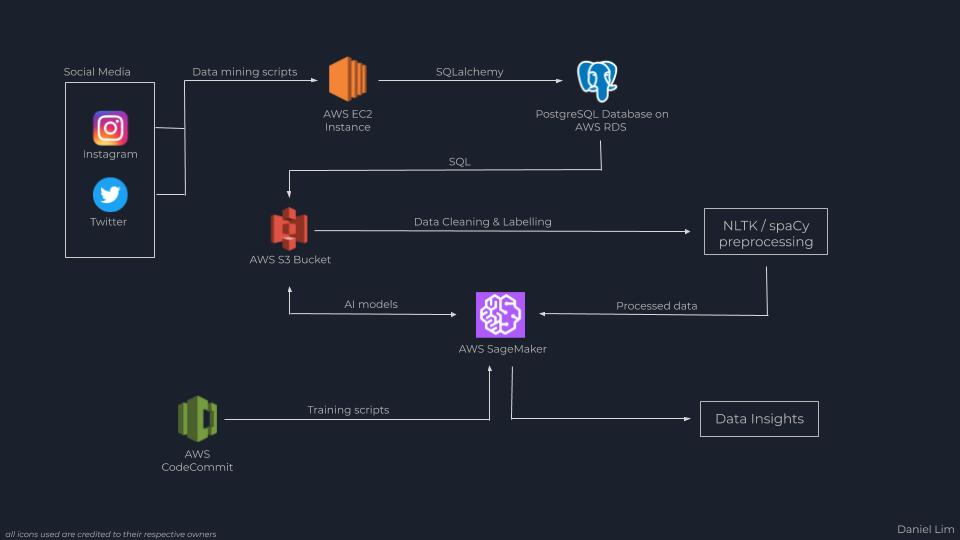 Social Media
Data mining scripts
SQLalchemy
AWS EC2
Instance
PostgreSQL Database on
AWS RDS
Instagram
Twitter
SQL
Data Cleaning & Labelling
NLTK / spaCy
preprocessing
AWS S3 Bucket
AI models
Processed data
AWS SageMaker
Training scripts
Data Insights
AWS
CodeCommit
all icons used are credited to their respective owners
Daniel Lim